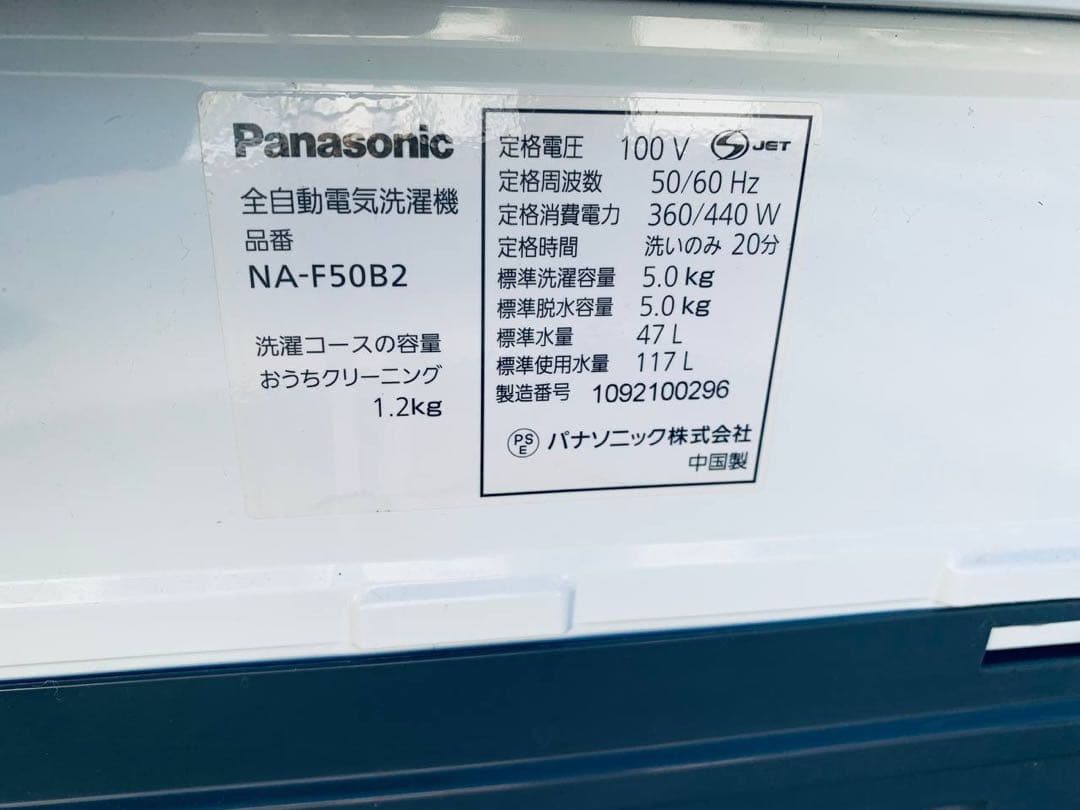 Panasonic
全自動電気洗濯機
品番
NA-F50B2
洗濯コースの容量
おうちクリーニング
1.2kg
定格電圧 100 V S JET
定格周波数 50/60 Hz
定格消費電力 360/440 W
定格時間 洗いのみ 20分
標準洗濯容量 5.0 kg
標準脱水容量 5.0 kg
標準水量 47 L
標準使用水量 117 L
製造番号 1092100296
PSE パナソニック株式会社
中国製